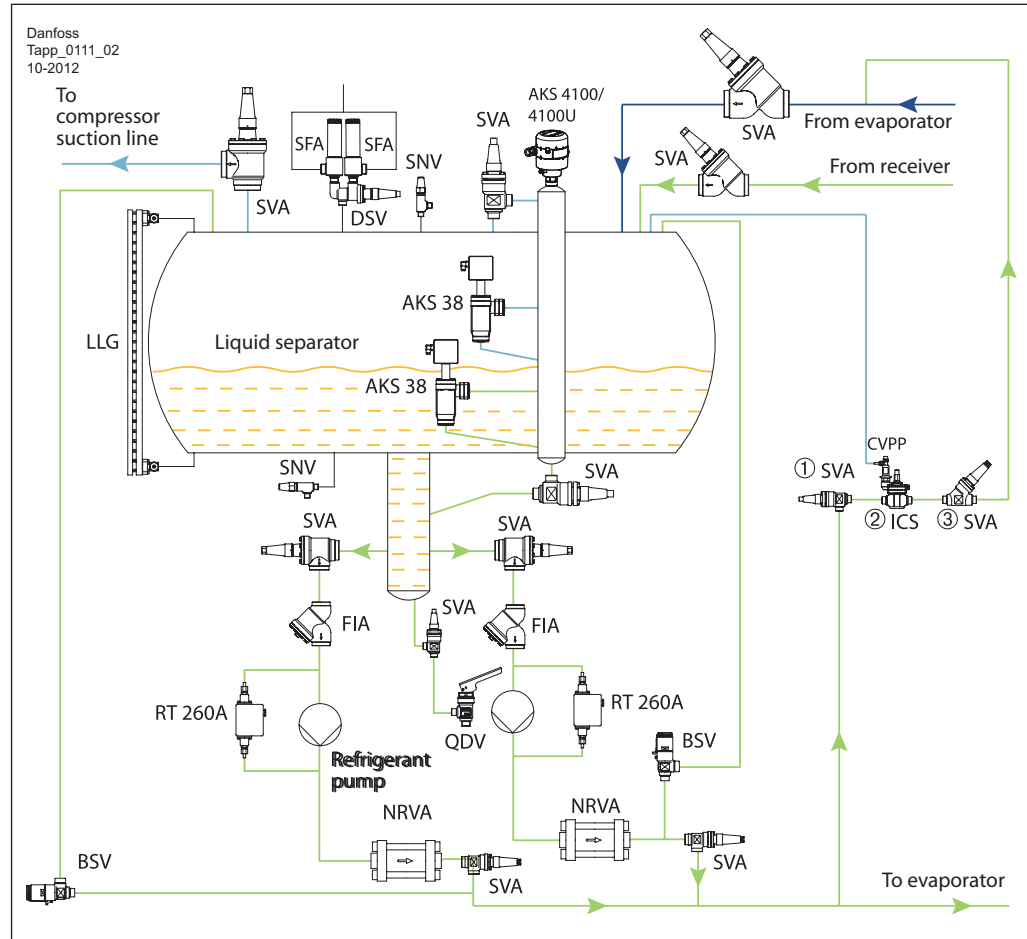 Danfoss
Tapp_0111_02
10-2012
To
compressor
suction line
SVA
SFA
SFA
DSV
SNV
SVA
AKS 4100/
4100U
SVA
From evaporator
SVA
From receiver
LLG
Liquid separator
AKS 38
AKS 38
SNV
SVA
① SVA
CVPP
② ICS
③ SVA
SVA
SVA
FIA
SVA
FIA
RT 260A
QDV
RT 260A
Refrigerant
pump
BSV
NRVA
NRVA
BSV
SVA
SVA
To evaporator